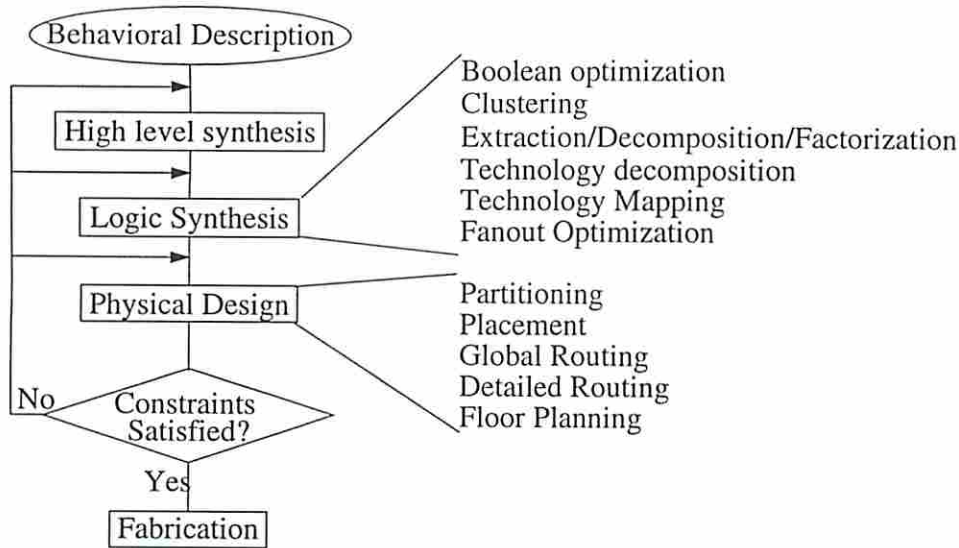 Behavioral Description
High level synthesis
Logic Synthesis
Boolean optimization
Clustering
Extraction/Decomposition/Factorization
Technology decomposition
Technology Mapping
Fanout Optimization
Physical Design
Partitioning
Placement
Global Routing
Detailed Routing
Floor Planning
No
Constraints
Satisfied?
Yes
Fabrication